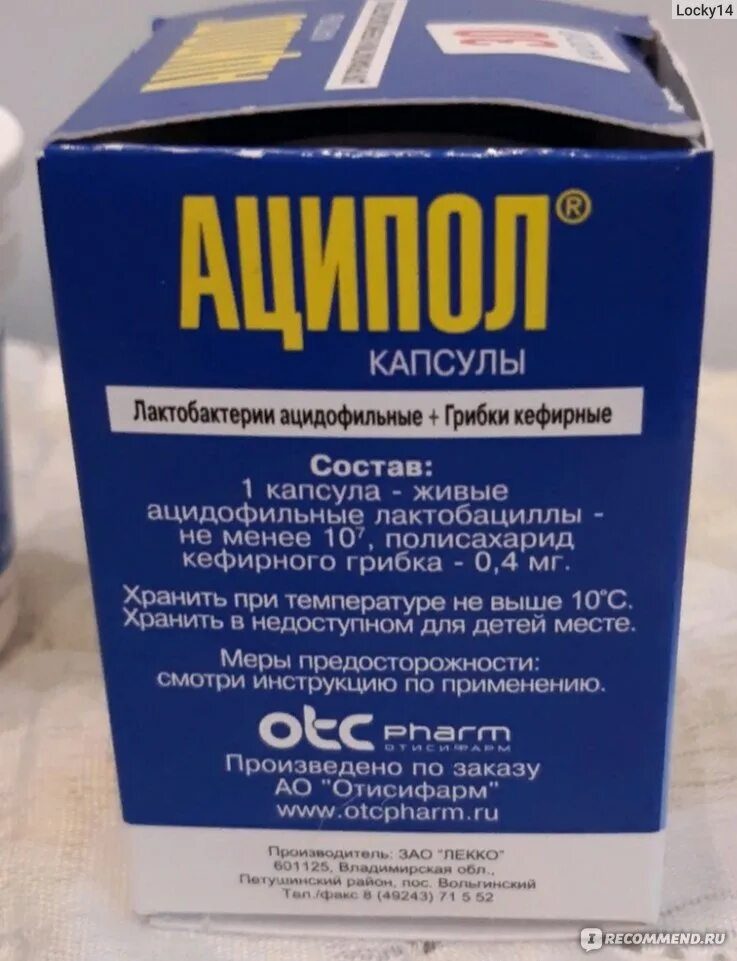 Locky14
30
АЦИПОЛ®
КАПСУЛЫ
Лактобактерии ацидофильные + Грибки кефирные
Состав:
1 капсула - живые
ацидофильные лактобациллы -
не менее 10⁷, полисахарид
кефирного грибка - 0,4 мг.
Хранить при температуре не выше 10°С.
Хранить в недоступном для детей месте.
Меры предосторожности:
смотри инструкцию по применению.
отс pharm
ОТИСИФАРМ
Произведено по заказу
АО "Отисифарм"
www.otcpharm.ru
Производитель: ЗАО "ЛЕККО"
601125, Владимирская обл.,
Петушинский район, пос. Вольгинский
Тел./факс 8 (49243) 71 5 52
IRECOMMEND.RU